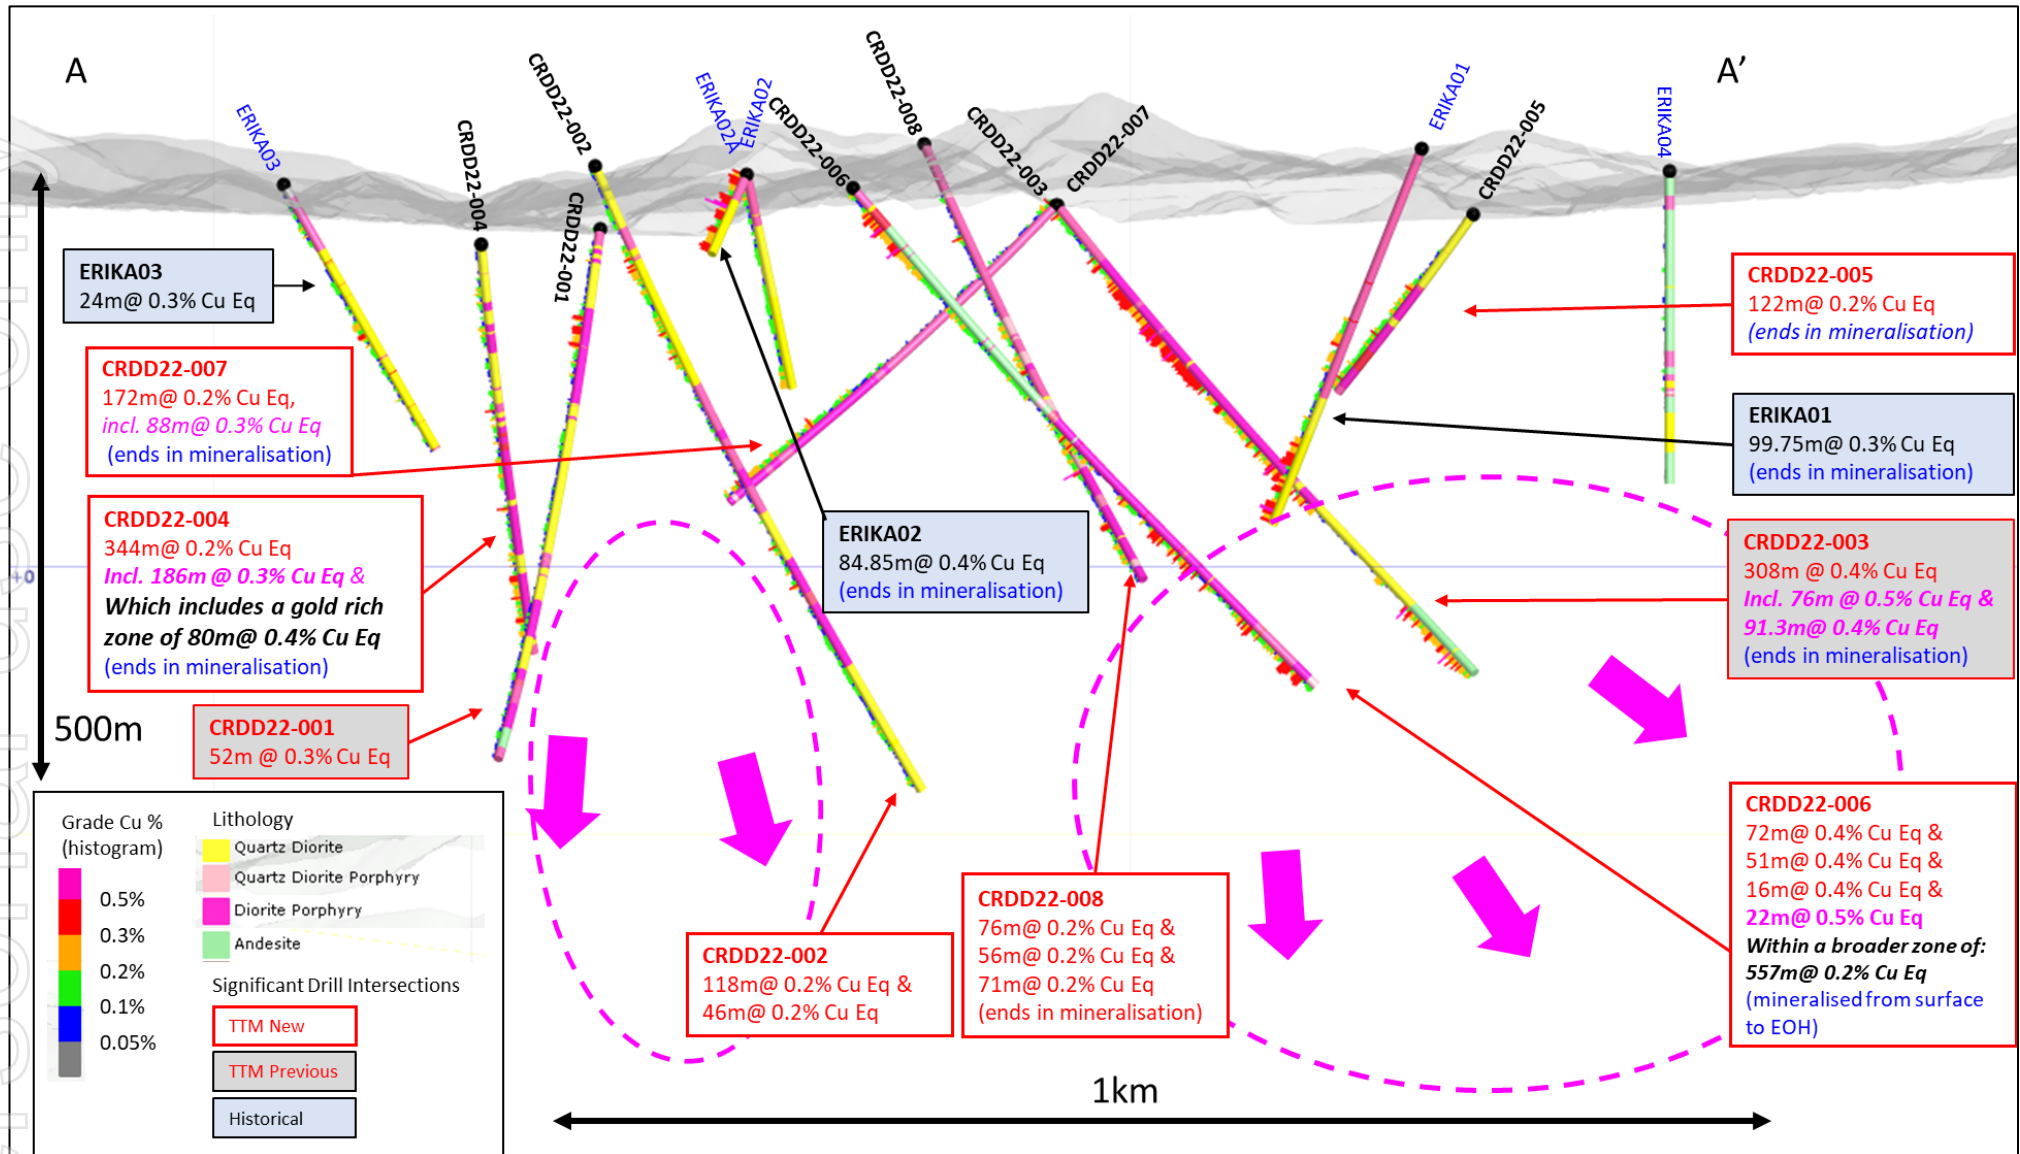 A
A'
ERIKA03
CRDD22-004
CRDD22-002
CRDD22-001
ERIKA02A
ERIKA02
CRDD22-006
CRDD22-008
CRDD22-003
CRDD22-007
ERIKA01
CRDD22-005
ERIKA04
ERIKA03
24m@ 0.3% Cu Eq
CRDD22-007
172m@ 0.2% Cu Eq,
incl. 88m@ 0.3% Cu Eq
(ends in mineralisation)
CRDD22-004
344m@ 0.2% Cu Eq
Incl. 186m @ 0.3% Cu Eq &
Which includes a gold rich
zone of 80m@ 0.4% Cu Eq
(ends in mineralisation)
CRDD22-001
52m @ 0.3% Cu Eq
500m
+0
ERIKA02
84.85m@ 0.4% Cu Eq
(ends in mineralisation)
CRDD22-005
122m@ 0.2% Cu Eq
(ends in mineralisation)
ERIKA01
99.75m@ 0.3% Cu Eq
(ends in mineralisation)
CRDD22-003
308m @ 0.4% Cu Eq
Incl. 76m @ 0.5% Cu Eq &
91.3m@ 0.4% Cu Eq
(ends in mineralisation)
CRDD22-006
72m@ 0.4% Cu Eq &
51m@ 0.4% Cu Eq &
16m@ 0.4% Cu Eq &
22m@ 0.5% Cu Eq
Within a broader zone of:
557m@ 0.2% Cu Eq
(mineralised from surface
to EOH)
CRDD22-002
118m@ 0.2% Cu Eq &
46m@ 0.2% Cu Eq
CRDD22-008
76m@ 0.2% Cu Eq &
56m@ 0.2% Cu Eq &
71m@ 0.2% Cu Eq
(ends in mineralisation)
1km
Grade Cu %
(histogram)
0.5%
0.3%
0.2%
0.1%
0.05%
Lithology
Quartz Diorite
Quartz Diorite Porphyry
Diorite Porphyry
Andesite
Significant Drill Intersections
TTM New
TTM Previous
Historical